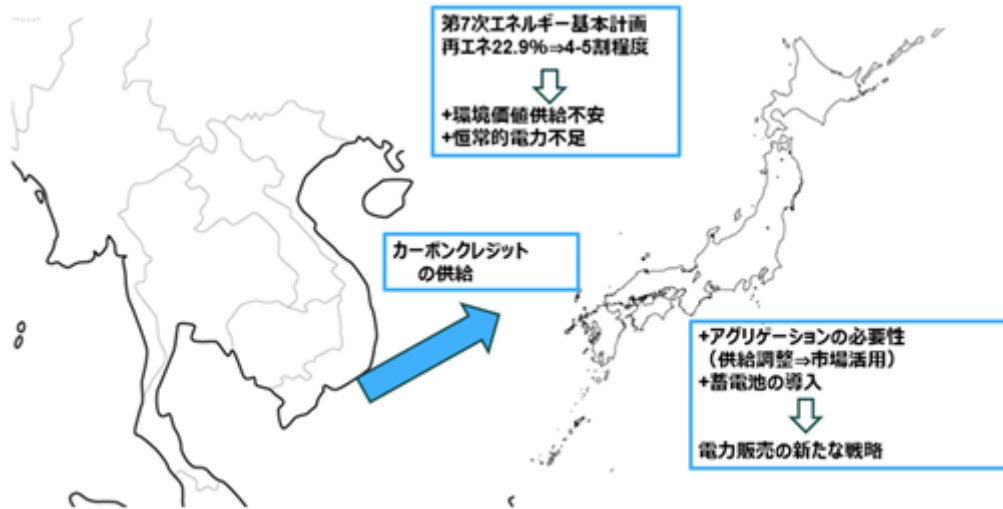 第7次エネルギー基本計画
再エネ22.9%⇒4-5割程度
+環境価値供給不安
+恒常的電力不足
カーボンクレジット
の供給
+アグリゲーションの必要性
（供給調整⇒市場活用）
+蓄電池の導入
電力販売の新たな戦略